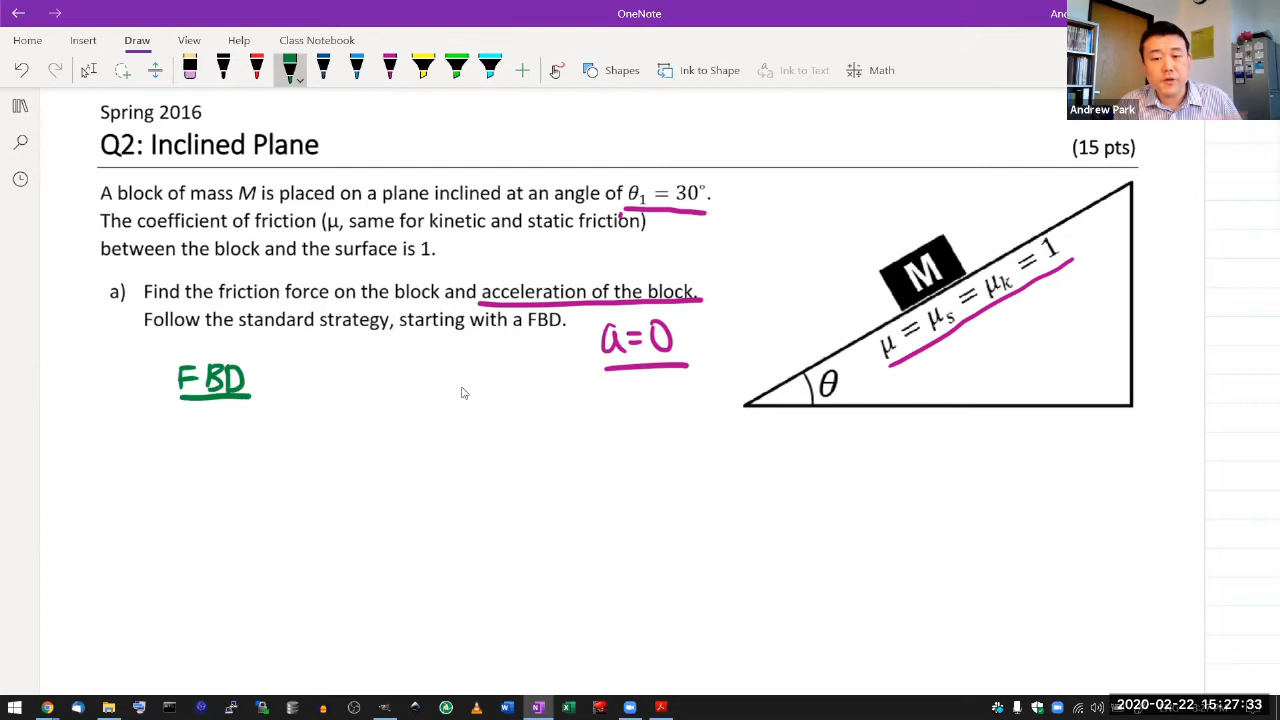 OneNote
An
Andrew Park
Home Insert Draw View Help Class Notebook
Shapes Ink to Shape Ink to Text Math
Spring 2016
Q2: Inclined Plane (15 pts)
A block of mass M is placed on a plane inclined at an angle of θ₁ = 30°.
The coefficient of friction (μ, same for kinetic and static friction)
between the block and the surface is 1.
a) Find the friction force on the block and acceleration of the block.
Follow the standard strategy, starting with a FBD.
a=0
FBD
M
μ = μₛ = μₖ = 1
θ
2020-02-22 15:27:33